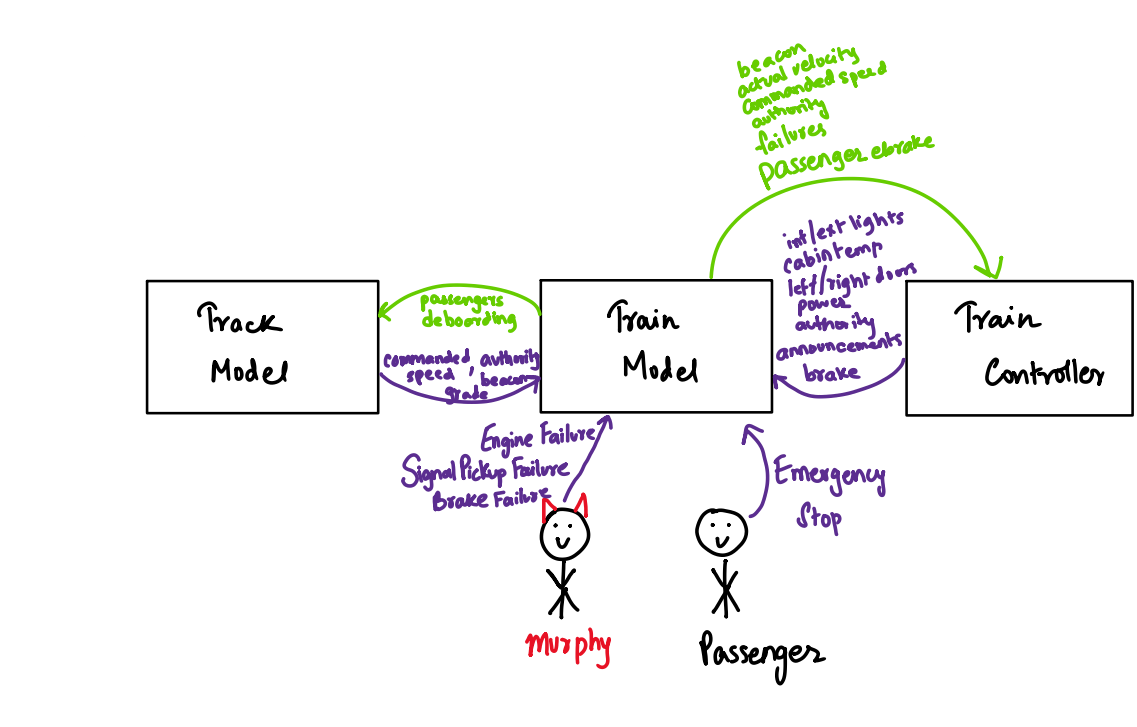 beacon
actual velocity
commanded speed
authority
failures
passenger ebrake
int/ext lights
cabin temp
left/right doors
power
authority
announcements
brake
Track
Model
passengers
deboarding
commanded, authority
speed beacon
grade
Train
Model
Train
Controller
Engine Failure
Signal Pickup Failure
Brake Failure
Emergency
Stop
Murphy
Passenger